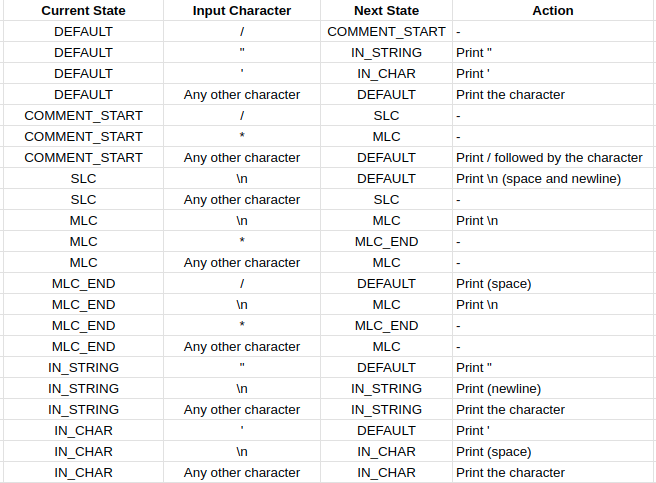 Current State Input Character Next State Action
DEFAULT / COMMENT_START -
DEFAULT " IN_STRING Print "
DEFAULT ' IN_CHAR Print '
DEFAULT Any other character DEFAULT Print the character
COMMENT_START / SLC -
COMMENT_START * MLC -
COMMENT_START Any other character DEFAULT Print / followed by the character
SLC \n DEFAULT Print \n (space and newline)
SLC Any other character SLC -
MLC \n MLC Print \n
MLC * MLC_END -
MLC Any other character MLC -
MLC_END / DEFAULT Print (space)
MLC_END \n MLC Print \n
MLC_END * MLC_END -
MLC_END Any other character MLC -
IN_STRING " DEFAULT Print "
IN_STRING \n IN_STRING Print (newline)
IN_STRING Any other character IN_STRING Print the character
IN_CHAR ' DEFAULT Print '
IN_CHAR \n IN_CHAR Print (space)
IN_CHAR Any other character IN_CHAR Print the character